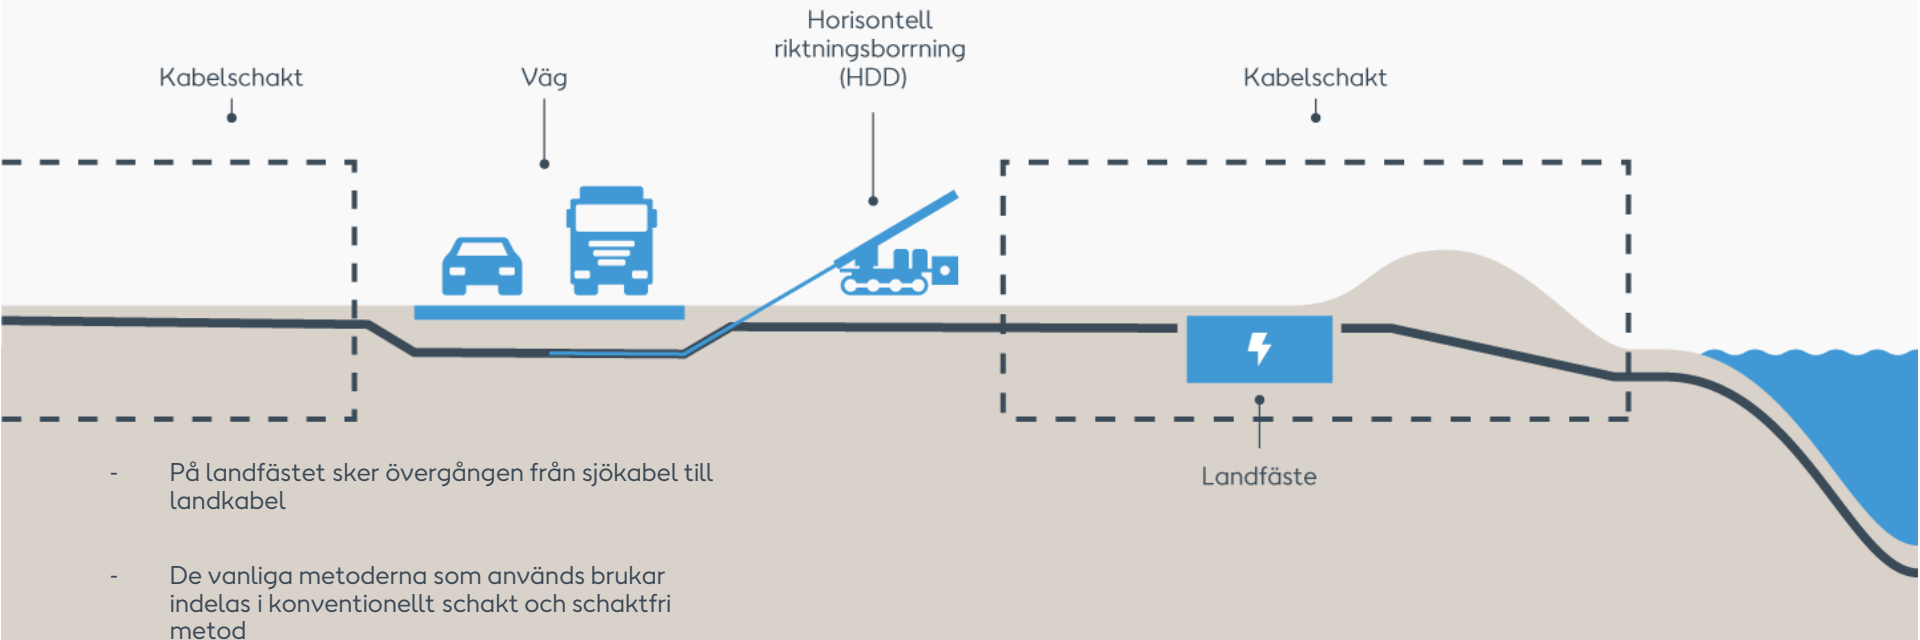 Horisontell
riktningsborrning
(HDD)
Kabelschakt
Väg
Kabelschakt
Landfäste
- På landfästet sker övergången från sjökabel till
landkabel
- De vanliga metoderna som används brukar
indelas i konventionellt schakt och schaktfri
metod